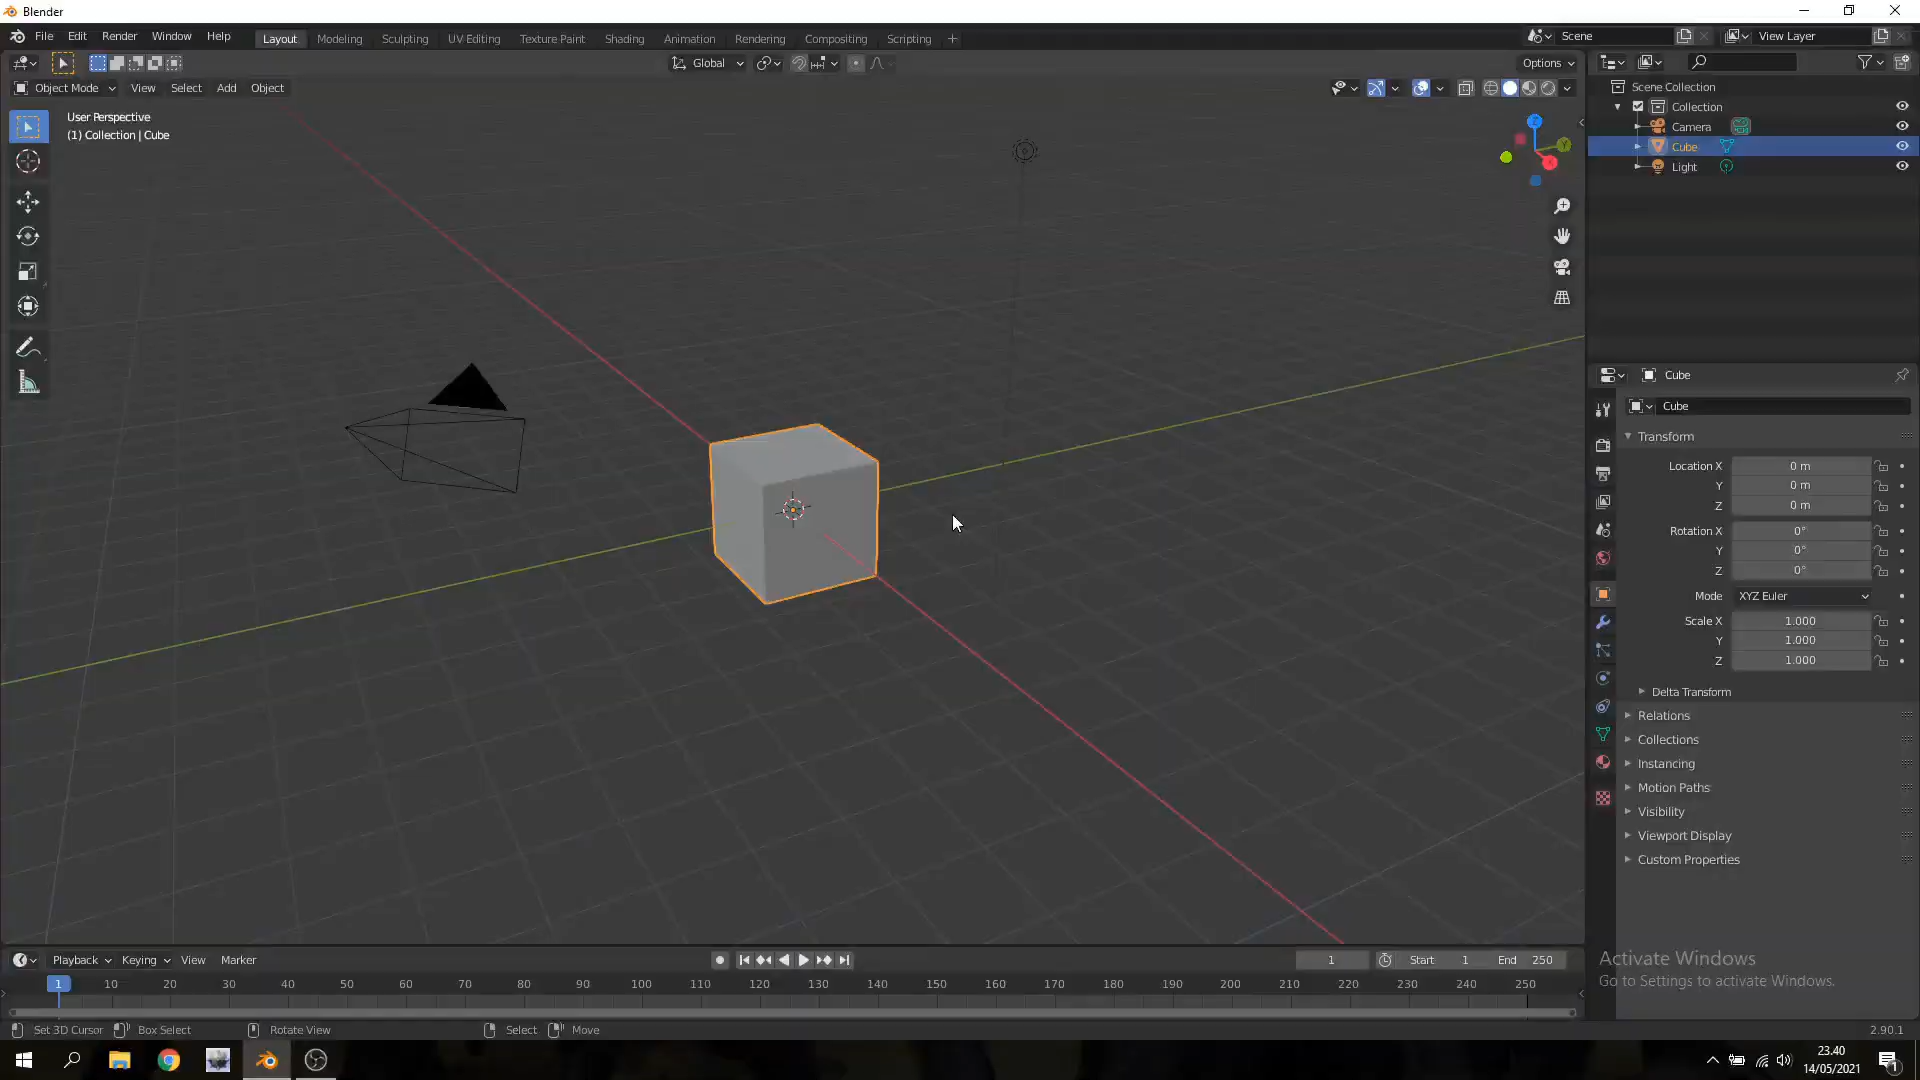 Blender
File Edit Render Window Help Layout Modeling Sculpting UV Editing Texture Paint Shading Animation Rendering Compositing Scripting Scene View Layer
Global Options
Object Mode View Select Add Object
User Perspective
(1) Collection | Cube
Z
Y
X
Scene Collection
Collection
Camera
Cube
Light
Cube
Cube
Transform
Location X 0 m
Y 0 m
Z 0 m
Rotation X 0°
Y 0°
Z 0°
Mode XYZ Euler
Scale X 1.000
Y 1.000
Z 1.000
Delta Transform
Relations
Collections
Instancing
Motion Paths
Visibility
Viewport Display
Custom Properties
Activate Windows
Go to Settings to activate Windows.
Playback Keying View Marker 1 Start 1 End 250
1 10 20 30 40 50 60 70 80 90 100 110 120 130 140 150 160 170 180 190 200 210 220 230 240 250
Set 3D Cursor Box Select Rotate View Select Move 2.90.1
23.40
14/05/2021
1